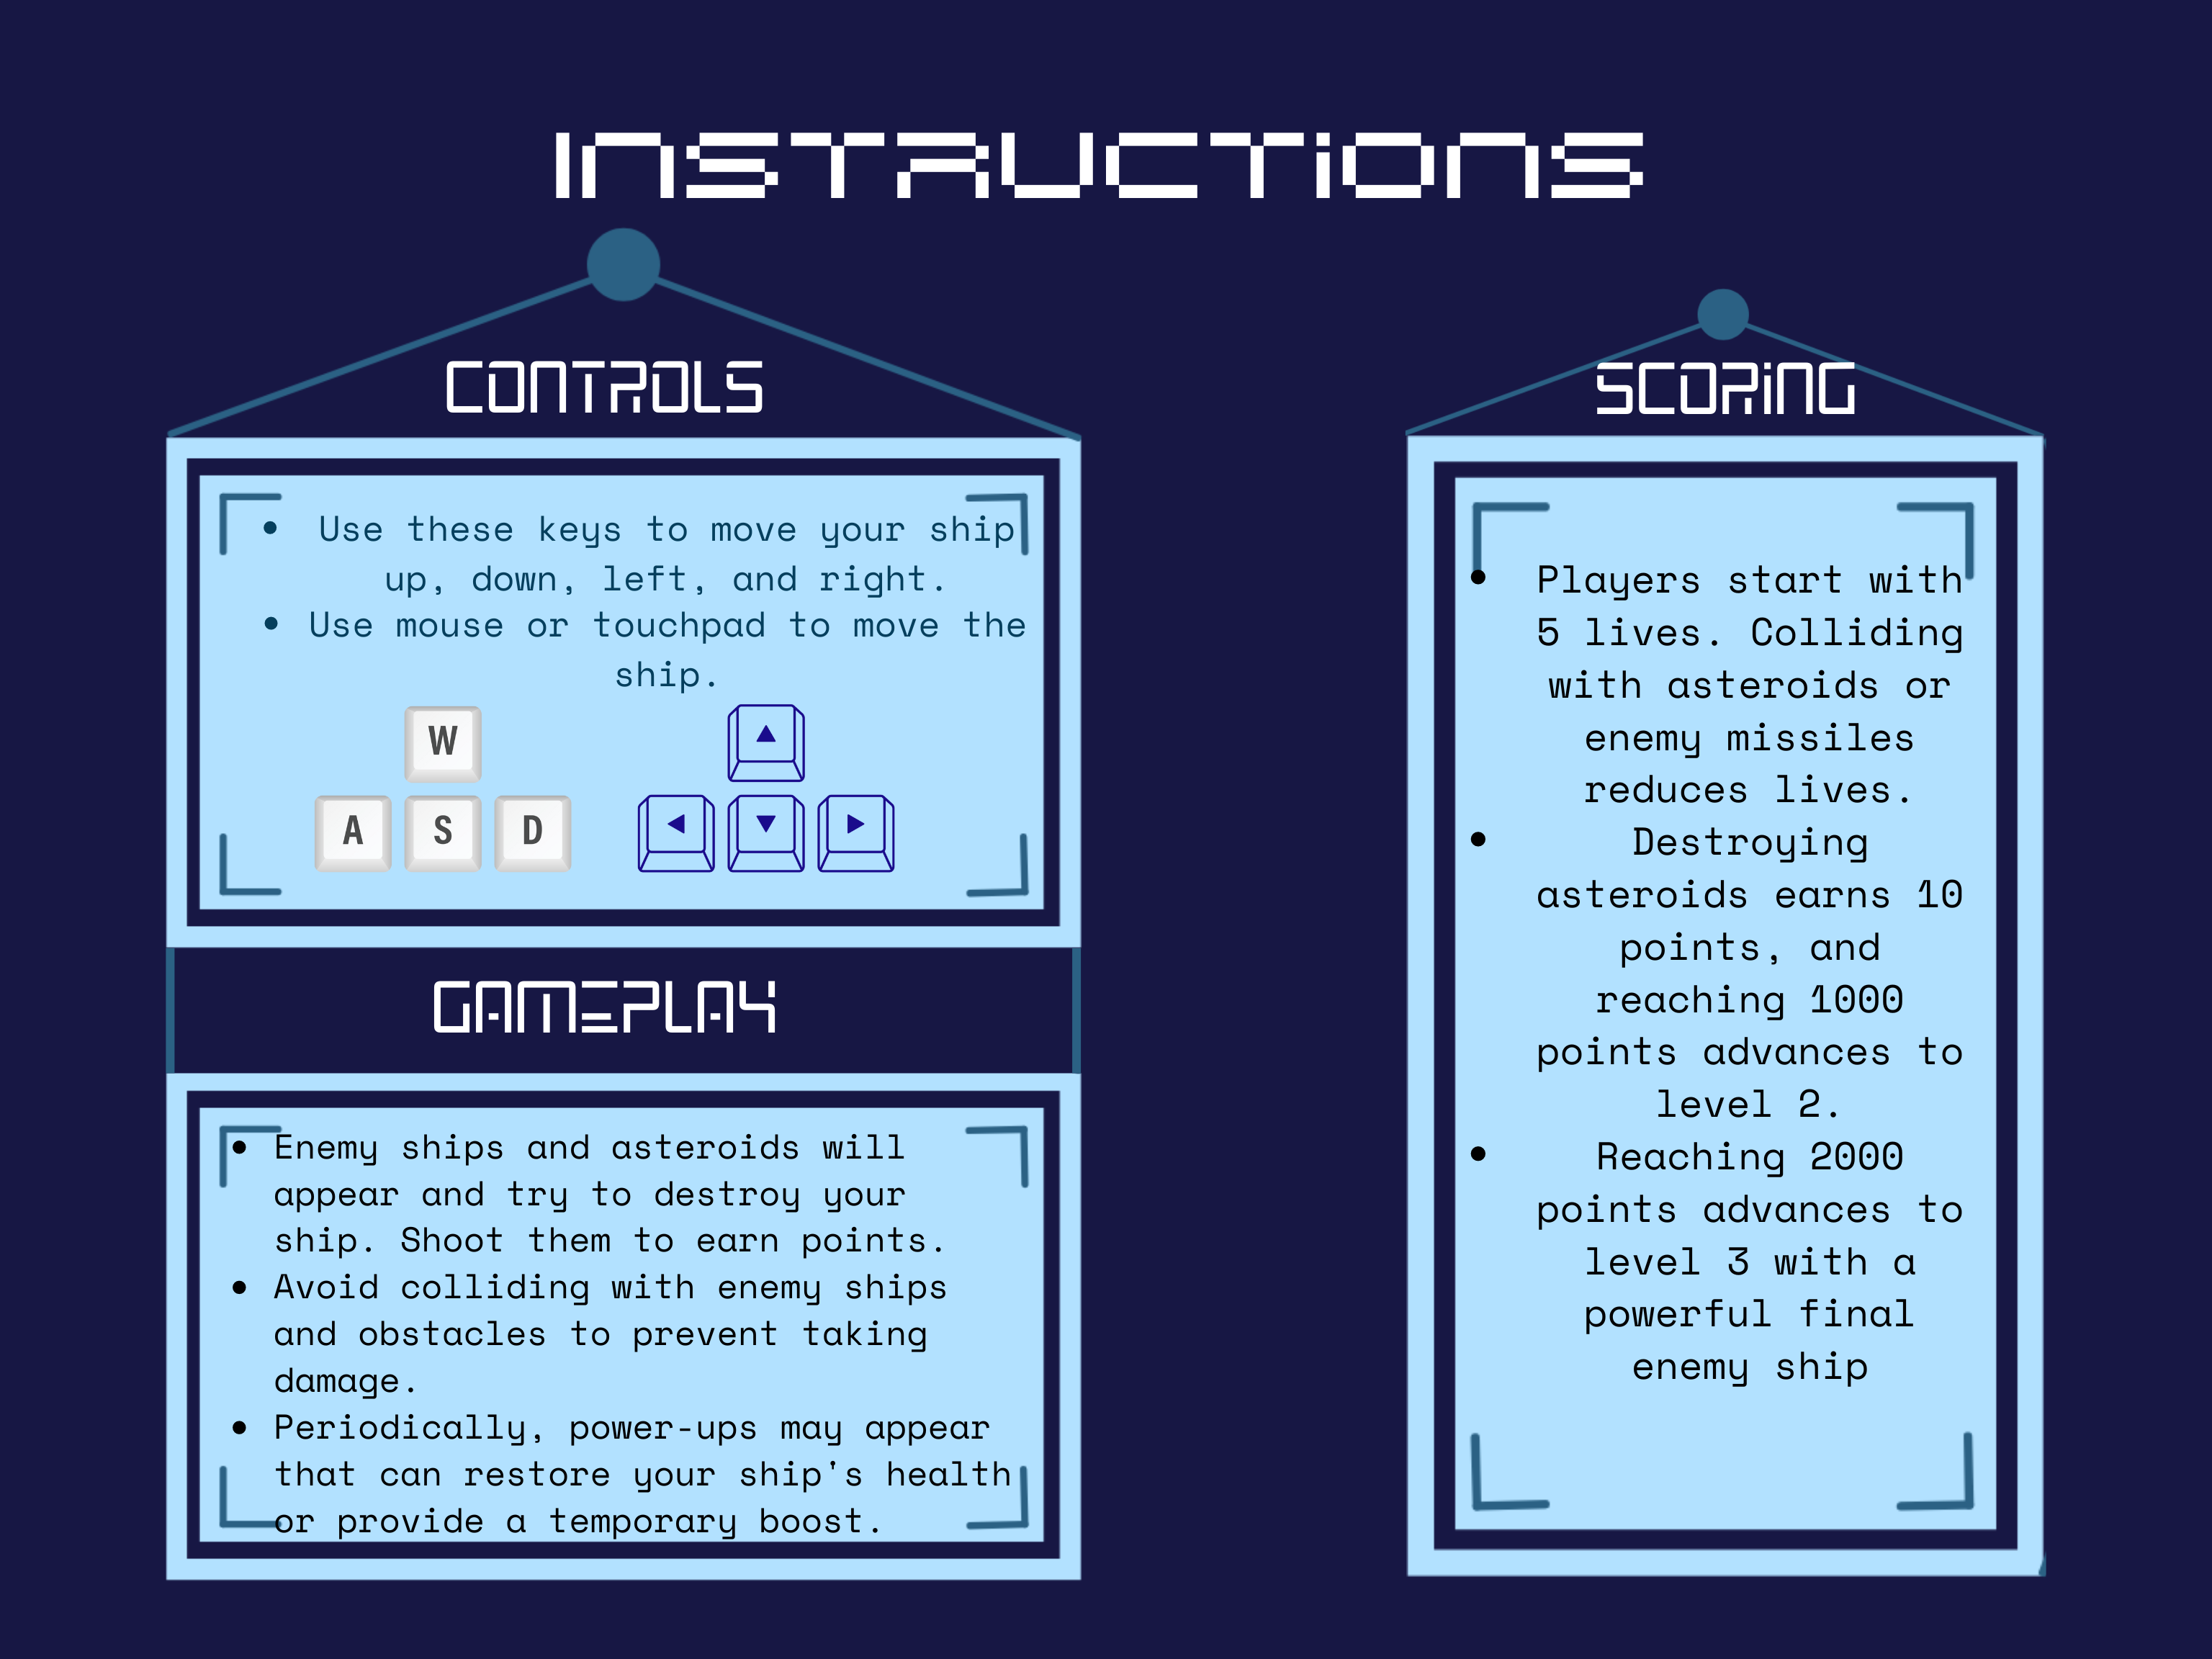 INSTRUCTiONS
CONTROLS
• Use these keys to move your ship
up, down, left, and right.
• Use mouse or touchpad to move the
ship.
W
A S D
▲
◀ ▼ ▶
GAMEPLAY
• Enemy ships and asteroids will
appear and try to destroy your
ship. Shoot them to earn points.
• Avoid colliding with enemy ships
and obstacles to prevent taking
damage.
• Periodically, power-ups may appear
that can restore your ship's health
or provide a temporary boost.
SCORiNG
• Players start with
5 lives. Colliding
with asteroids or
enemy missiles
reduces lives.
• Destroying
asteroids earns 10
points, and
reaching 1000
points advances to
level 2.
• Reaching 2000
points advances to
level 3 with a
powerful final
enemy ship